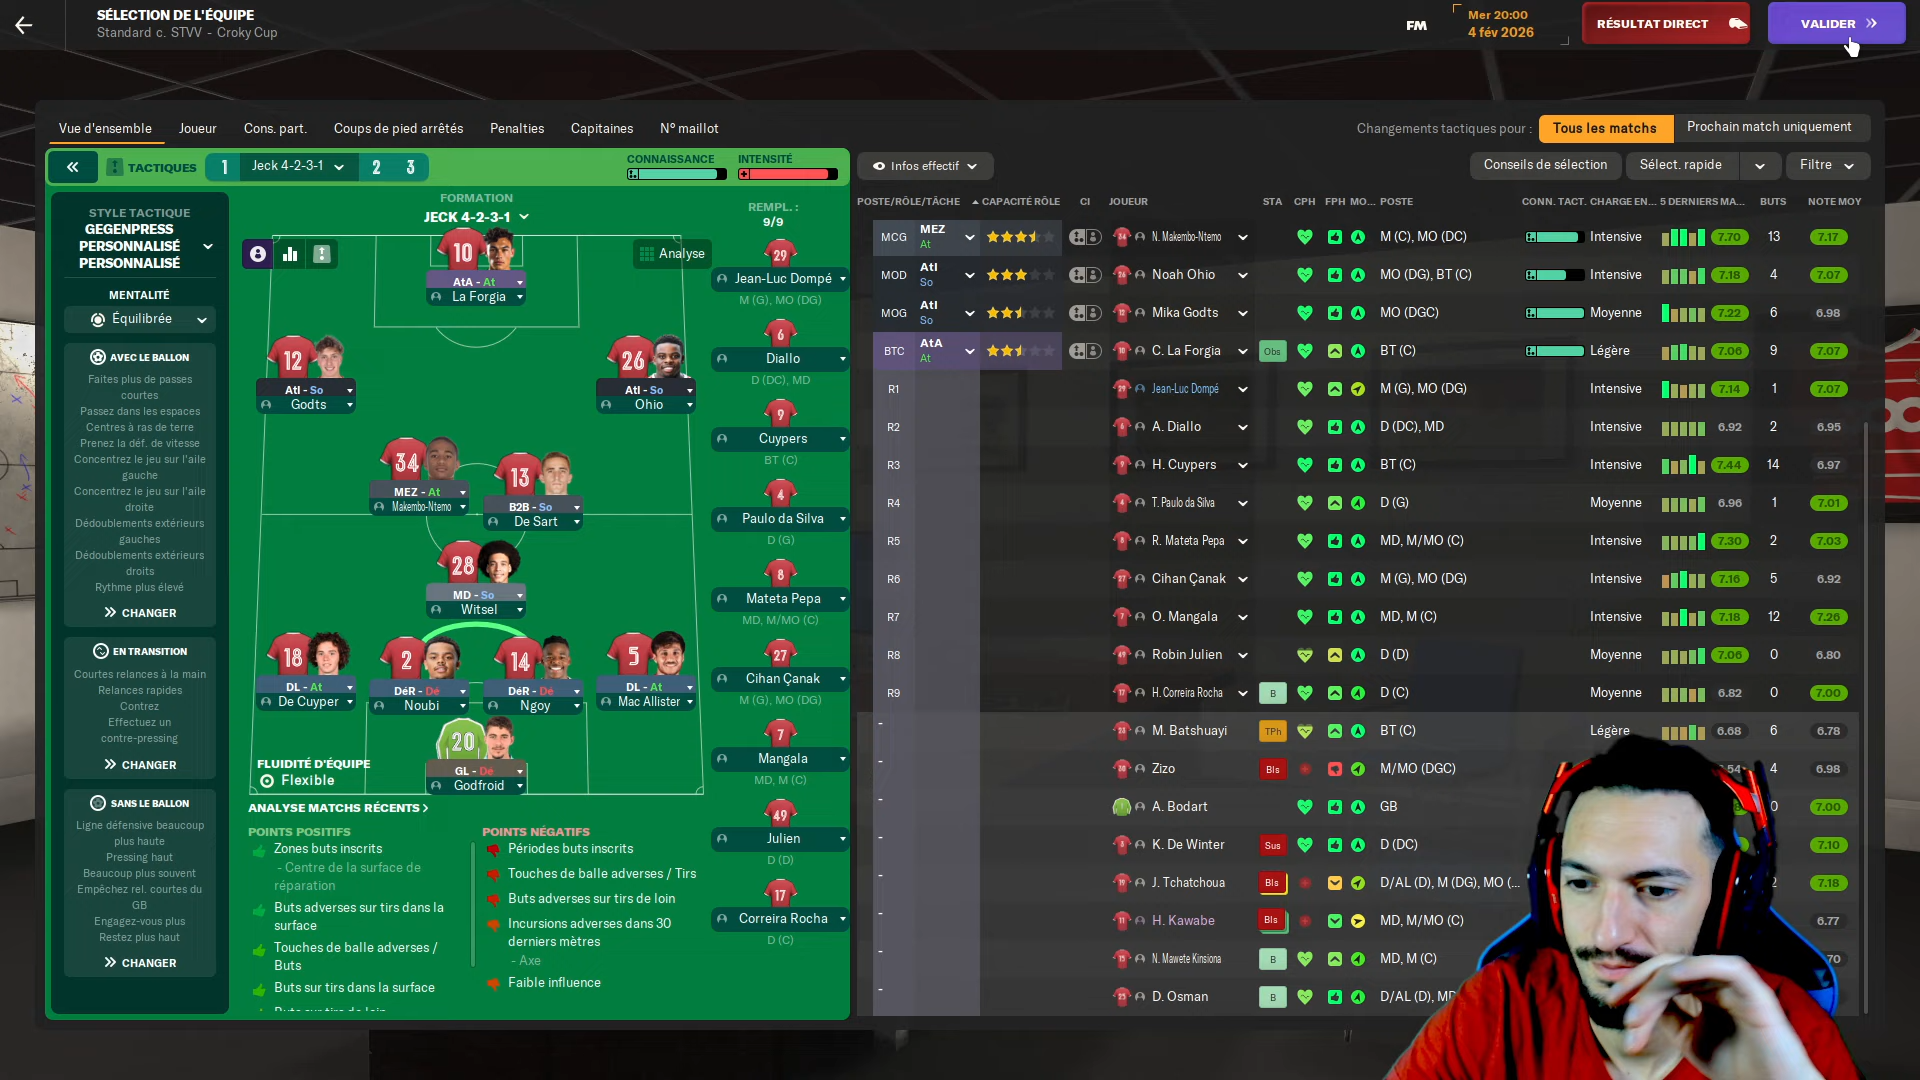 SÉLECTION DE L'ÉQUIPE
Standard c. STVV - Croky Cup
FM
Mer 20:00
4 fév 2026
RÉSULTAT DIRECT
VALIDER
Vue d'ensemble
Joueur
Cons. part.
Coups de pied arrêtés
Penalties
Capitaines
N° maillot
Changements tactiques pour :
Tous les matchs
Prochain match uniquement
TACTIQUES
1
Jeck 4-2-3-1
2
3
CONNAISSANCE
INTENSITÉ
Infos effectif
Conseils de sélection
Sélect. rapide
Filtre
STYLE TACTIQUE
GEGENPRESS
PERSONNALISÉ
PERSONNALISÉ
MENTALITÉ
Équilibrée
AVEC LE BALLON
Faites plus de passes
courtes
Passez dans les espaces
Centres à ras de terre
Prenez la déf. de vitesse
Concentrez le jeu sur l'aile
gauche
Concentrez le jeu sur l'aile
droite
Dédoublements extérieurs
gauches
Dédoublements extérieurs
droits
Rythme plus élevé
CHANGER
EN TRANSITION
Courtes relances à la main
Relances rapides
Contrez
Effectuez un
contre-pressing
CHANGER
SANS LE BALLON
Ligne défensive beaucoup
plus haute
Pressing haut
Beaucoup plus souvent
Empêchez rel. courtes du
GB
Engagez-vous plus
Restez plus haut
CHANGER
FORMATION
JECK 4-2-3-1
Analyse
10
AtA - At
La Forgia
12
AtI - So
Godts
26
AtI - So
Ohio
34
MEZ - At
Makembo-Ntemo
13
B2B - So
De Sart
28
MD - So
Witsel
18
DL - At
De Cuyper
2
DéR - Dé
Noubi
14
DéR - Dé
Ngoy
5
DL - At
Mac Allister
20
GL - Dé
Godfroid
FLUIDITÉ D'ÉQUIPE
Flexible
REMPL. :
9/9
29
Jean-Luc Dompé
M (G), MO (DG)
6
Diallo
D (DC), MD
9
Cuypers
BT (C)
4
Paulo da Silva
D (G)
8
Mateta Pepa
MD, M/MO (C)
27
Cihan Çanak
M (G), MO (DG)
7
Mangala
MD, M (C)
49
Julien
D (D)
17
Correira Rocha
D (C)
ANALYSE MATCHS RÉCENTS
POINTS POSITIFS
Zones buts inscrits
- Centre de la surface de
réparation
Buts adverses sur tirs dans la
surface
Touches de balle adverses /
Buts
Buts sur tirs dans la surface
POINTS NÉGATIFS
Périodes buts inscrits
Touches de balle adverses / Tirs
Buts adverses sur tirs de loin
Incursions adverses dans 30
derniers mètres
- Axe
Faible influence
POSTE/RÔLE/TÂCHE CAPACITÉ RÔLE CI JOUEUR STA CPH FPH MO... POSTE CONN. TACT. CHARGE EN... 5 DERNIERS MA... BUTS NOTE MOY
MCG MEZ At N. Makembo-Ntemo M (C), MO (DC) Intensive 7.70 13 7.17
MOD AtI So Noah Ohio MO (DG), BT (C) Intensive 7.18 4 7.07
MOG AtI So Mika Godts MO (DGC) Moyenne 7.22 6 6.98
BTC AtA At C. La Forgia Obs BT (C) Légère 7.06 9 7.07
R1 Jean-Luc Dompé M (G), MO (DG) Intensive 7.14 1 7.07
R2 A. Diallo D (DC), MD Intensive 6.92 2 6.95
R3 H. Cuypers BT (C) Intensive 7.44 14 6.97
R4 T. Paulo da Silva D (G) Moyenne 6.96 1 7.01
R5 R. Mateta Pepa MD, M/MO (C) Intensive 7.30 2 7.03
R6 Cihan Çanak M (G), MO (DG) Intensive 7.16 5 6.92
R7 O. Mangala MD, M (C) Intensive 7.18 12 7.26
R8 Robin Julien D (D) Moyenne 7.06 0 6.80
R9 H. Correira Rocha B D (C) Moyenne 6.82 0 7.00
- M. Batshuayi TPh BT (C) Légère 6.68 6 6.78
- Zizo Bls M/MO (DGC) 4 6.98
- A. Bodart GB 0 7.00
- K. De Winter Sus D (DC) 7.10
- J. Tchatchoua Bls D/AL (D), M (DG), MO (... 2 7.18
- H. Kawabe Bls MD, M/MO (C) 6.77
- N. Mawete Kinsiona B MD, M (C)
- D. Osman B D/AL (D),